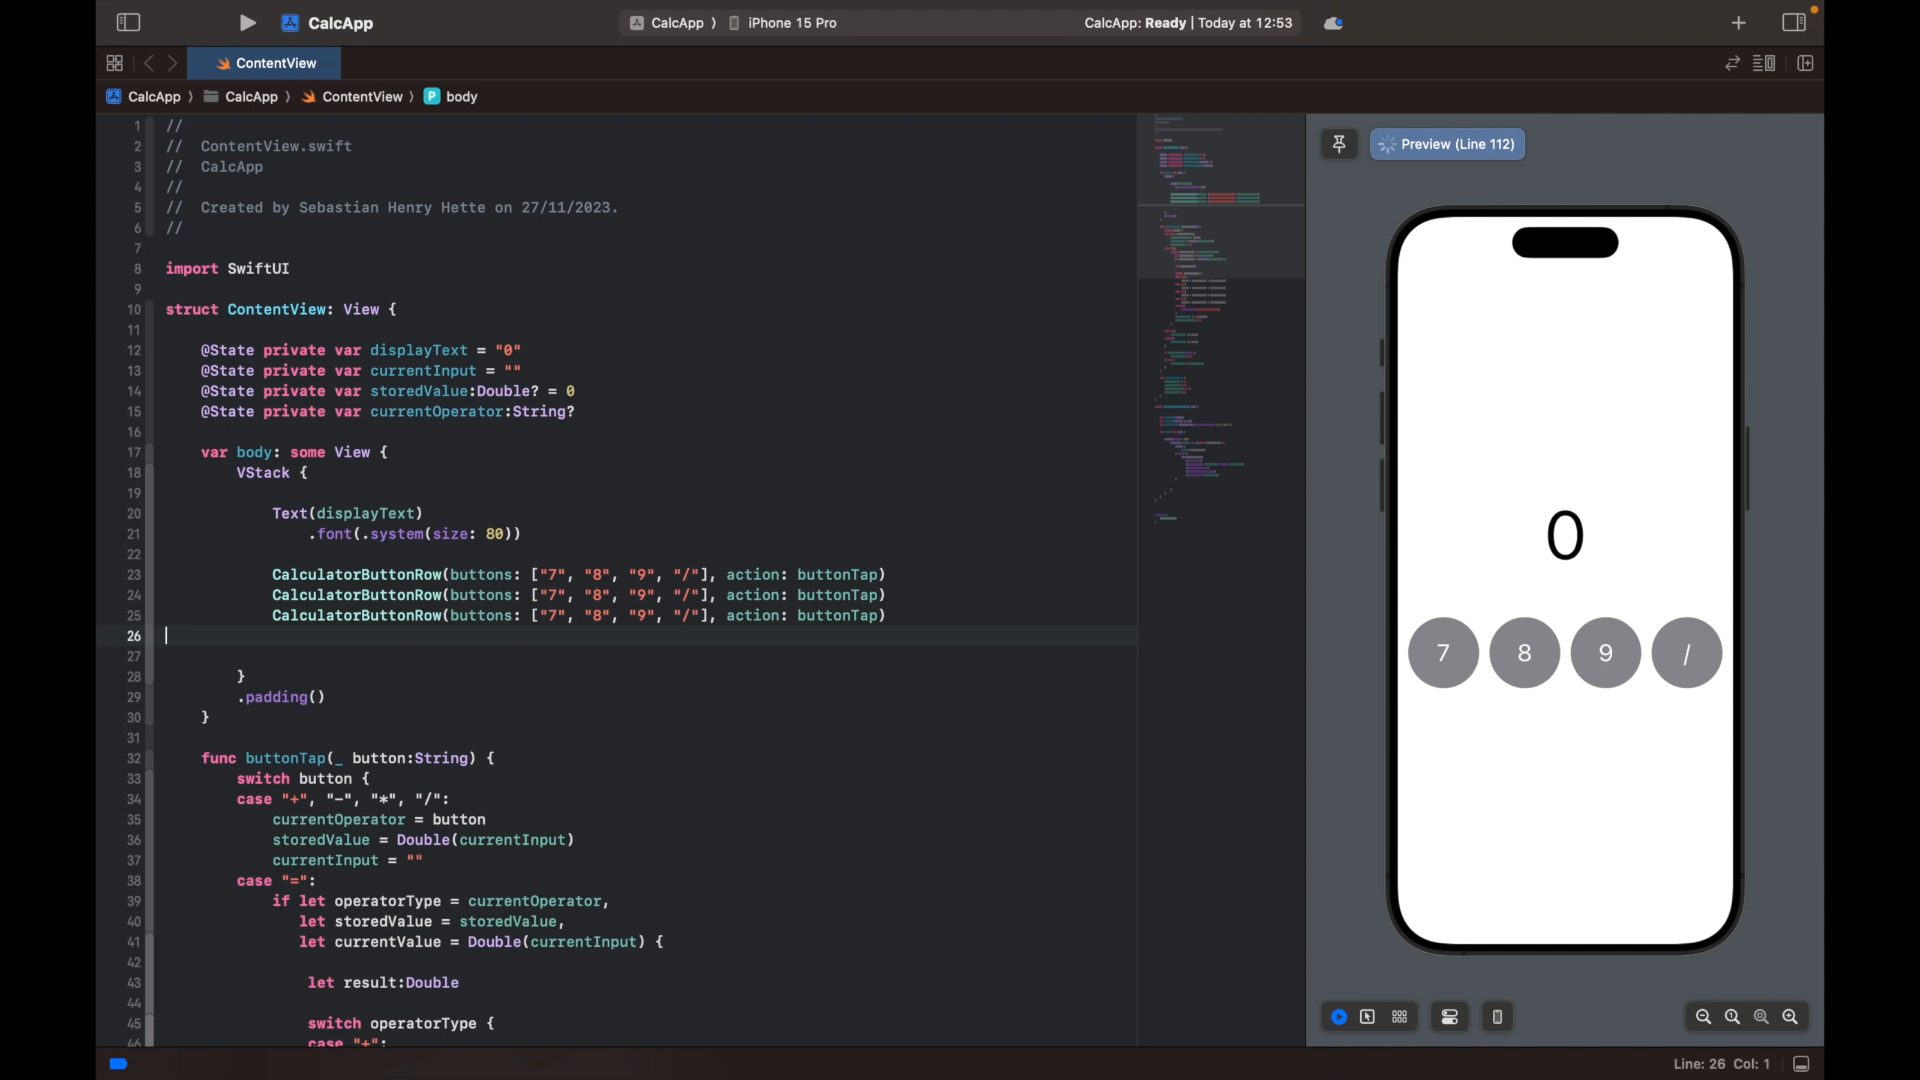 CalcApp
CalcApp 〉 iPhone 15 Pro
CalcApp: Ready | Today at 12:53
ContentView
CalcApp 〉 CalcApp 〉 ContentView 〉 P body
1 //
2 //  ContentView.swift
3 //  CalcApp
4 //
5 //  Created by Sebastian Henry Hette on 27/11/2023.
6 //
7
8 import SwiftUI
9
10 struct ContentView: View {
11
12     @State private var displayText = "0"
13     @State private var currentInput = ""
14     @State private var storedValue:Double? = 0
15     @State private var currentOperator:String?
16
17     var body: some View {
18         VStack {
19
20             Text(displayText)
21                 .font(.system(size: 80))
22
23             CalculatorButtonRow(buttons: ["7", "8", "9", "/"], action: buttonTap)
24             CalculatorButtonRow(buttons: ["7", "8", "9", "/"], action: buttonTap)
25             CalculatorButtonRow(buttons: ["7", "8", "9", "/"], action: buttonTap)
26
27
28         }
29         .padding()
30     }
31
32     func buttonTap(_ button:String) {
33         switch button {
34         case "+", "-", "*", "/":
35             currentOperator = button
36             storedValue = Double(currentInput)
37             currentInput = ""
38         case "=":
39             if let operatorType = currentOperator,
40                let storedValue = storedValue,
41                let currentValue = Double(currentInput) {
42
43                 let result:Double
44
45                 switch operatorType {
46                 case "+":
Preview (Line 112)
0
7 8 9 /
Line: 26 Col: 1